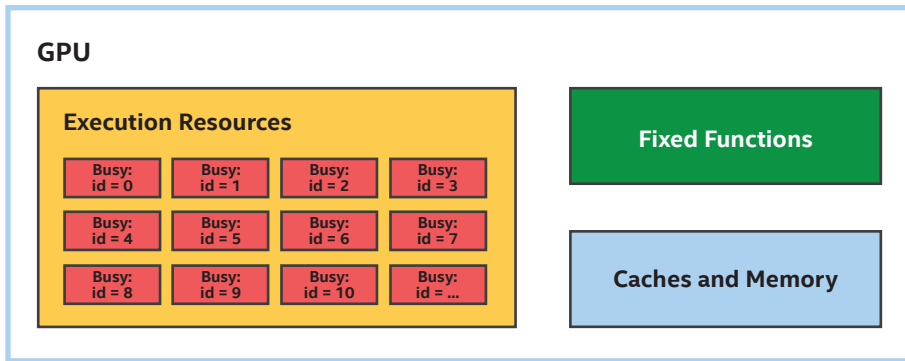 GPU
Execution Resources
Busy:
id = 0
Busy:
id = 1
Busy:
id = 2
Busy:
id = 3
Busy:
id = 4
Busy:
id = 5
Busy:
id = 6
Busy:
id = 7
Busy:
id = 8
Busy:
id = 9
Busy:
id = 10
Busy:
id = ...
Fixed Functions
Caches and Memory